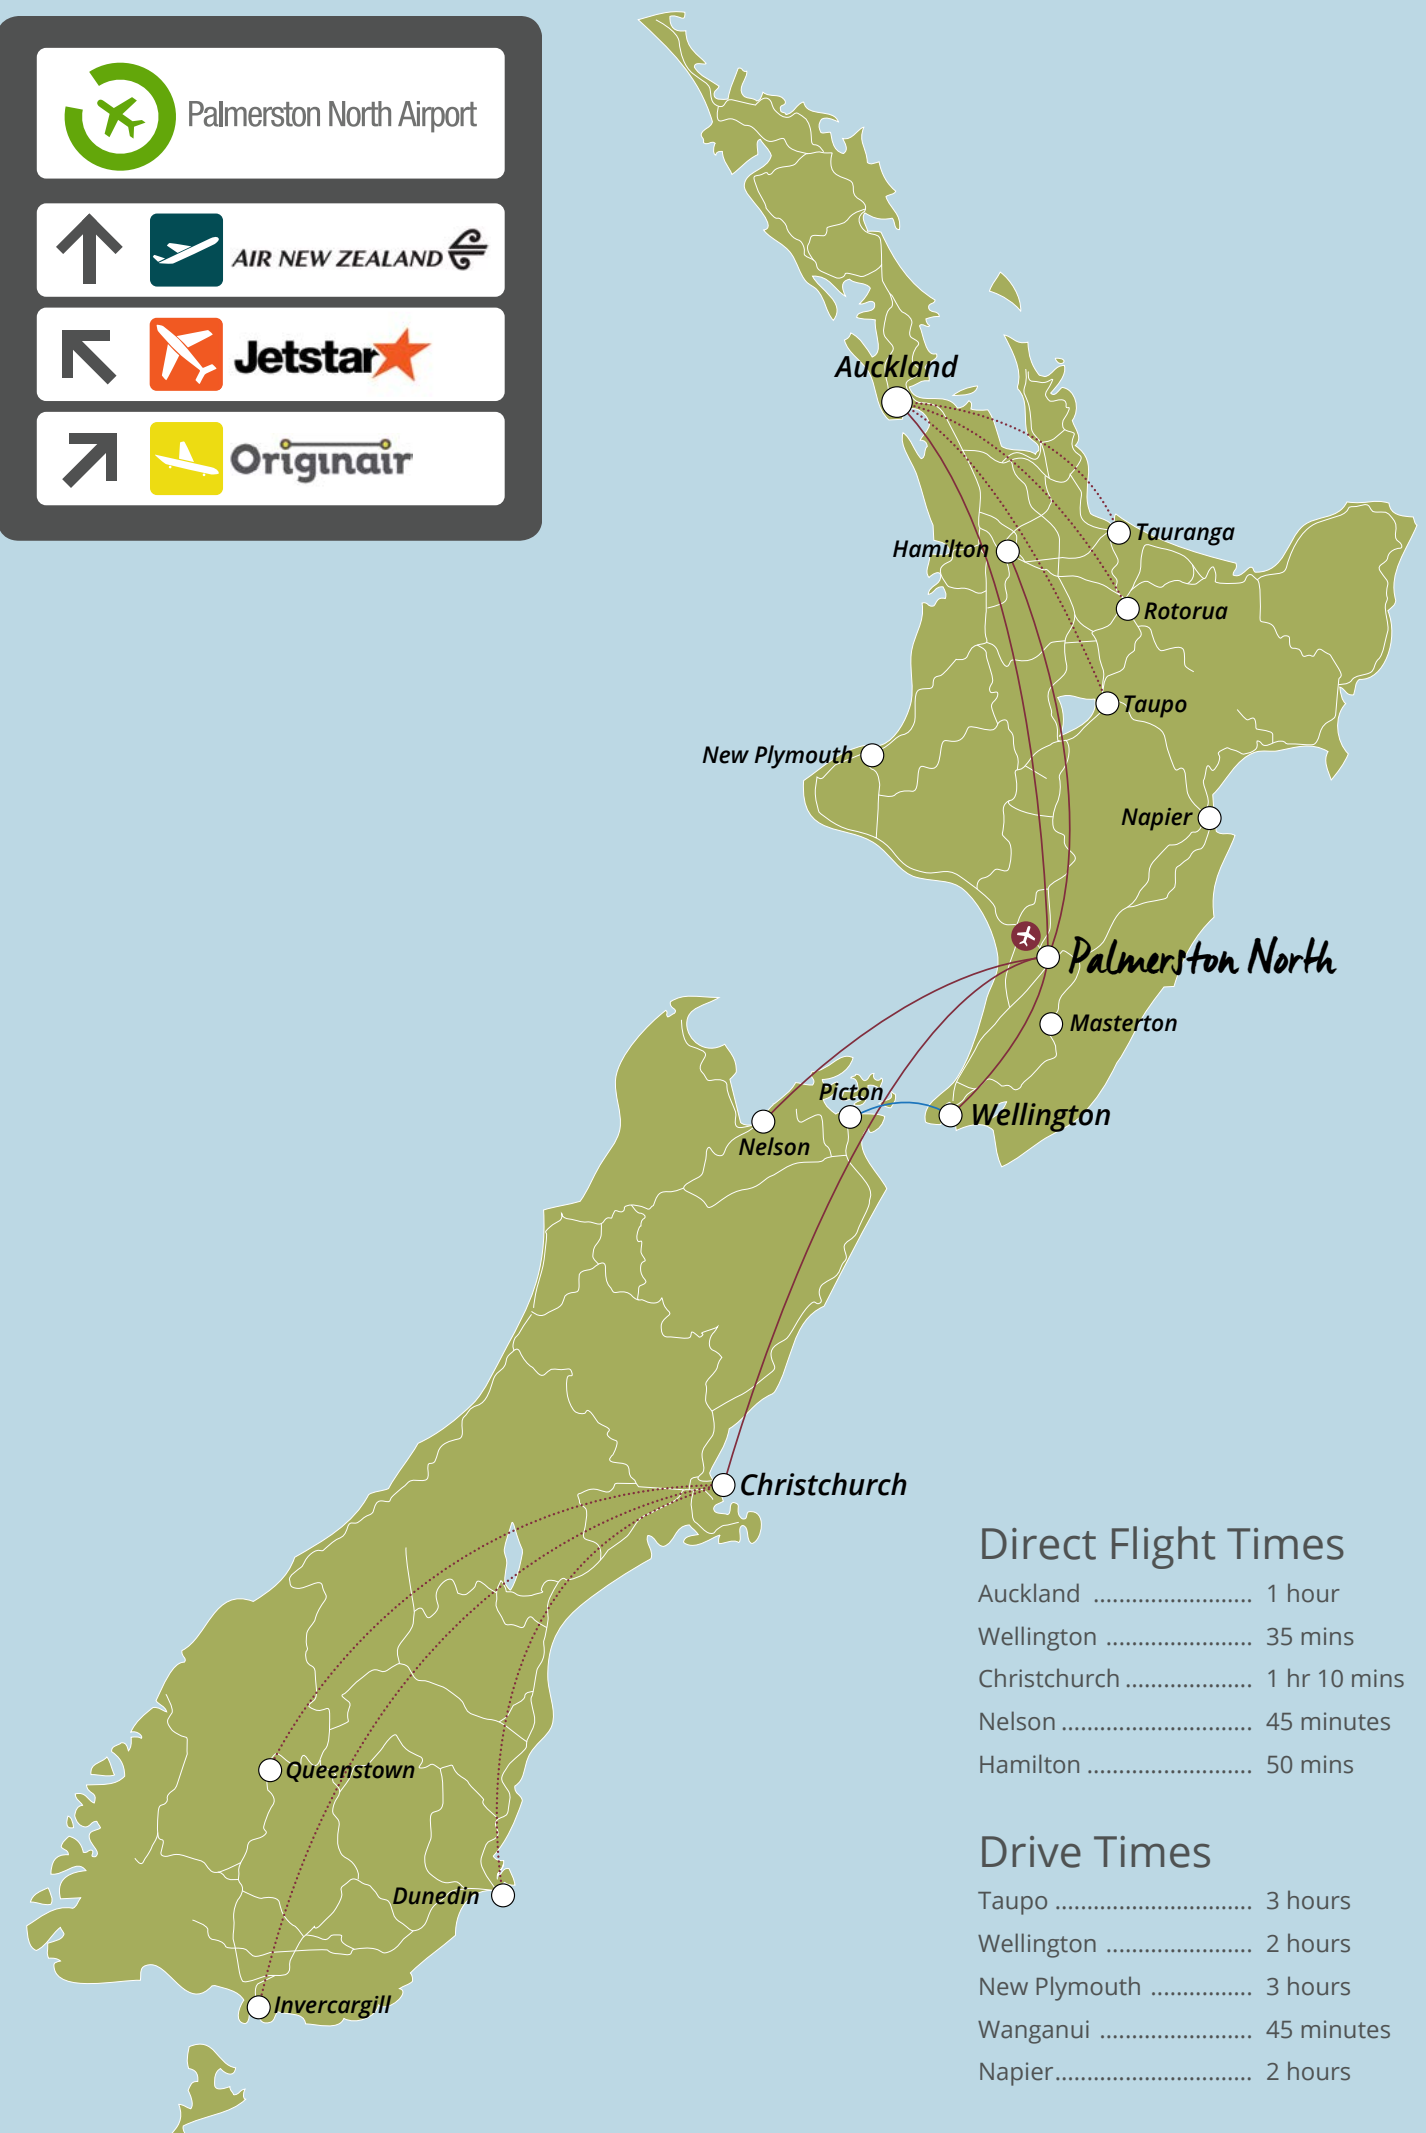 Palmerston North Airport
AIR NEW ZEALAND
Jetstar
Originair
Auckland
Tauranga
Hamilton
Rotorua
Taupo
New Plymouth
Napier
Palmerston North
Masterton
Picton
Wellington
Nelson
Christchurch
Queenstown
Dunedin
Invercargill
Direct Flight Times
Auckland ......................... 1 hour
Wellington ....................... 35 mins
Christchurch .................... 1 hr 10 mins
Nelson .............................. 45 minutes
Hamilton .......................... 50 mins
Drive Times
Taupo ............................... 3 hours
Wellington ....................... 2 hours
New Plymouth ................ 3 hours
Wanganui ........................ 45 minutes
Napier ............................... 2 hours